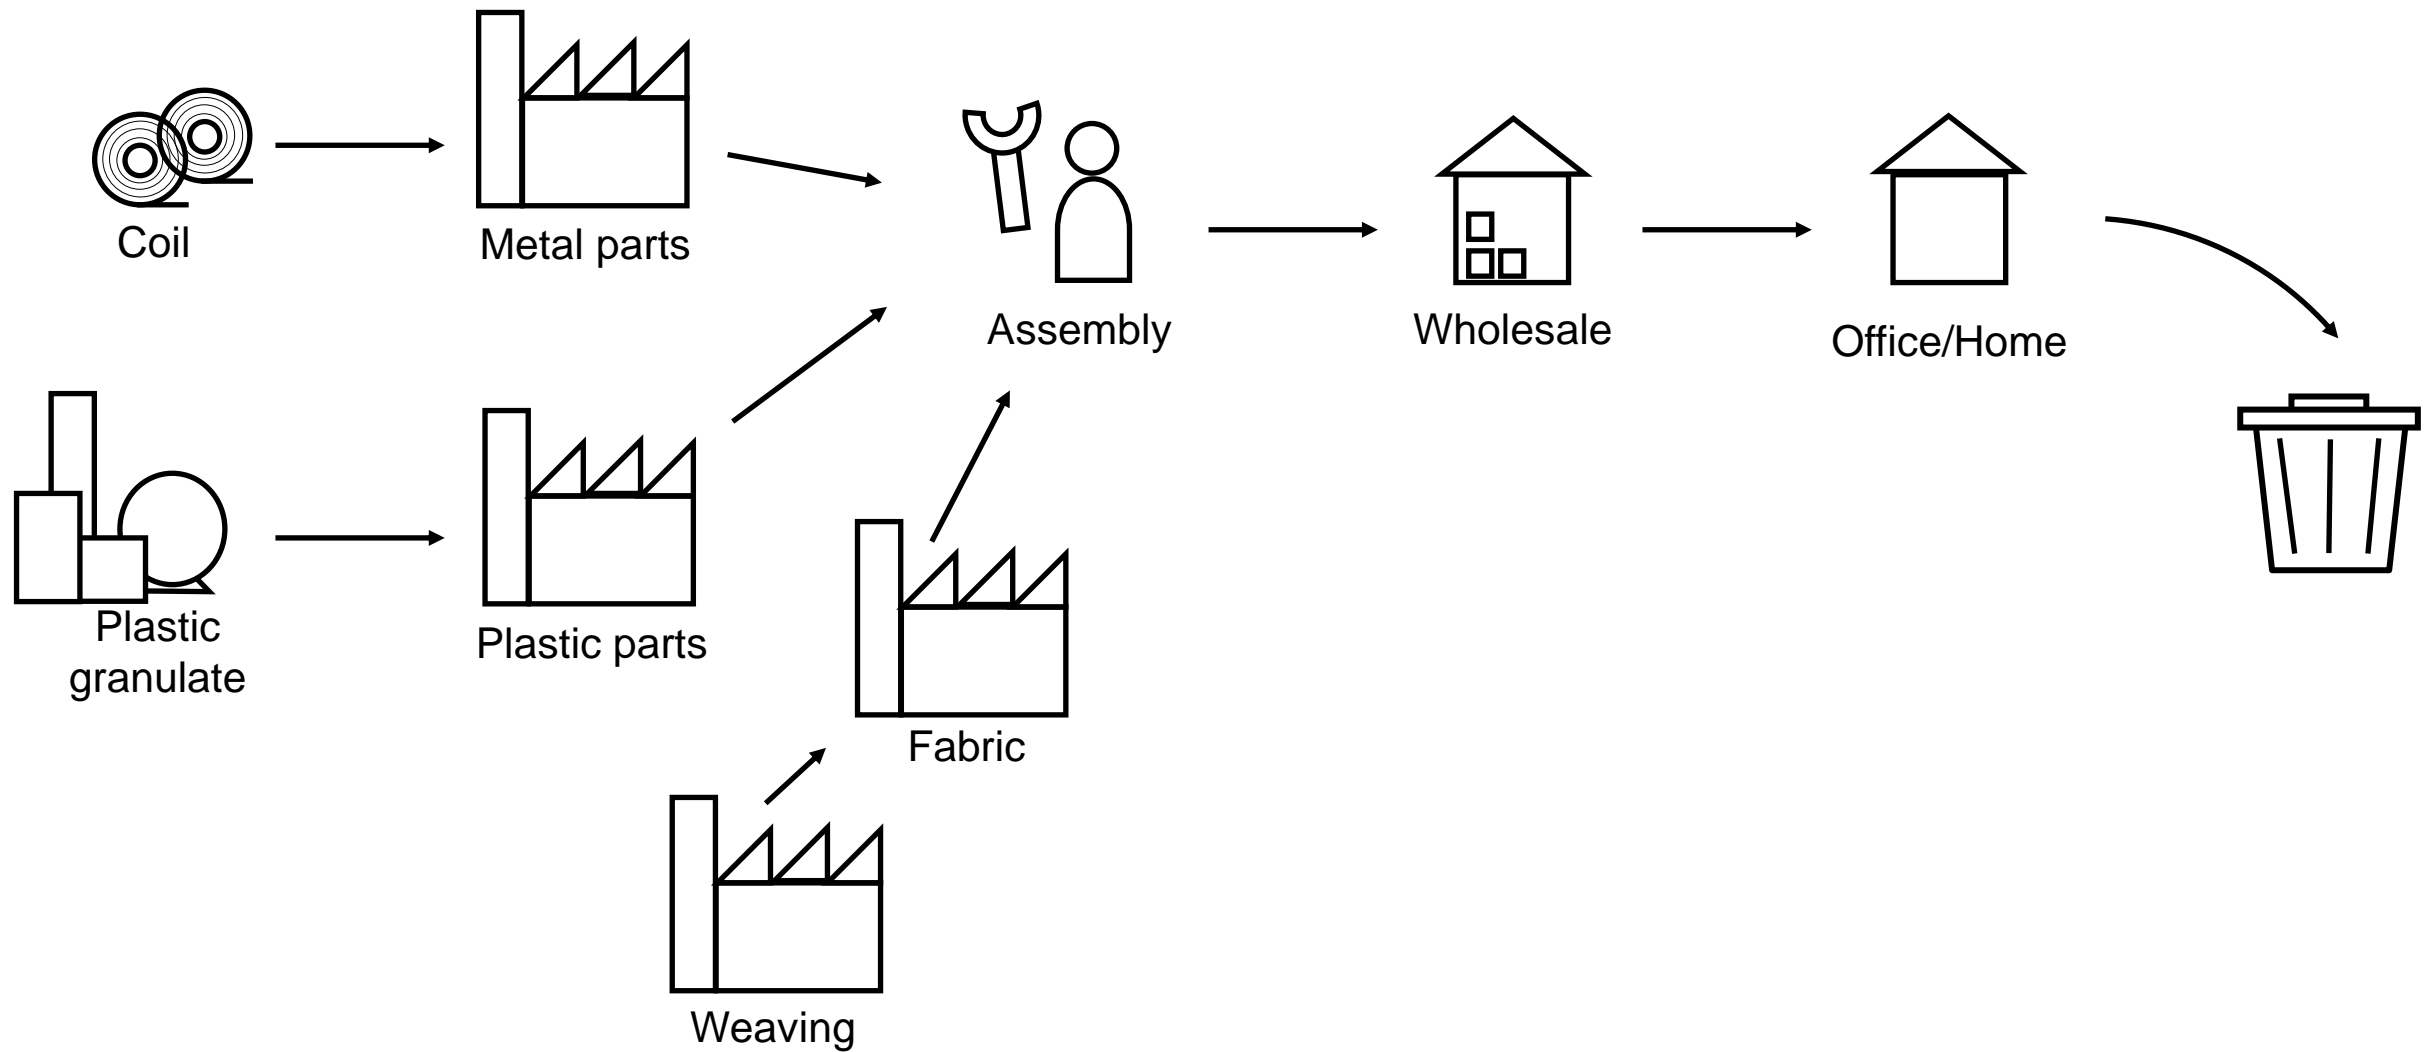 Coil
Metal parts
Assembly
Wholesale
Office/Home
Plastic
granulate
Plastic parts
Fabric
Weaving